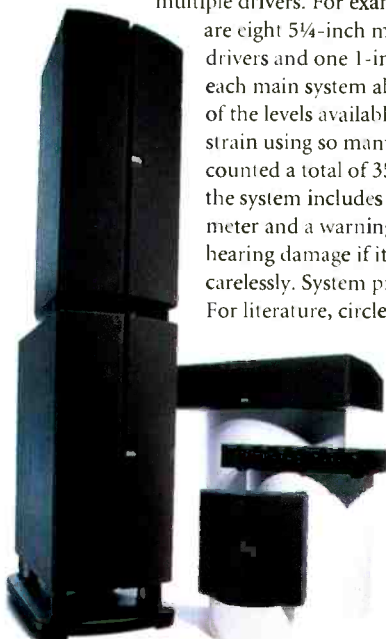 multiple drivers. For exam
are eight 5¼-inch m
drivers and one 1-in
each main system al
of the levels available
strain using so man
counted a total of 35
the system includes
meter and a warning
hearing damage if it
carelessly. System p
For literature, circle